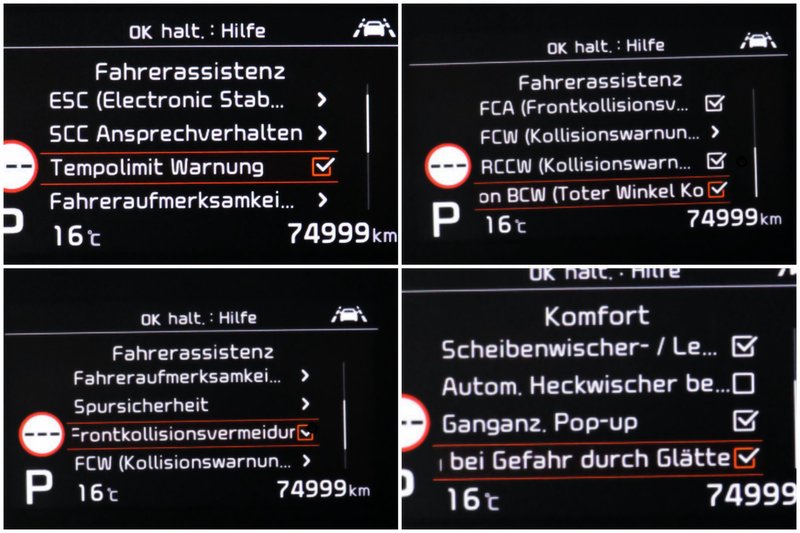 OK halt. : Hilfe
Fahrerassistenz
ESC (Electronic Stab...
SCC Ansprechverhalten
Tempolimit Warnung
Fahreraufmerksamkei...
P
16℃
74999km
OK halt. : Hilfe
Fahrerassistenz
FCA (Frontkollisionsv...
FCW (Kollisionswarnun...
RCCW (Kollisionswarn...
on BCW (Toter Winkel Ko
P
16℃
74999km
OK halt. : Hilfe
Fahrerassistenz
Fahreraufmerksamkei...
Spursicherheit
Frontkollisionsvermeidur
FCW (Kollisionswarnun...
P
16℃
74999km
OK halt. : Hilfe
Komfort
Scheibenwischer- / Le...
Autom. Heckwischer be...
Ganganz. Pop-up
bei Gefahr durch Glätte
P
16℃
74999